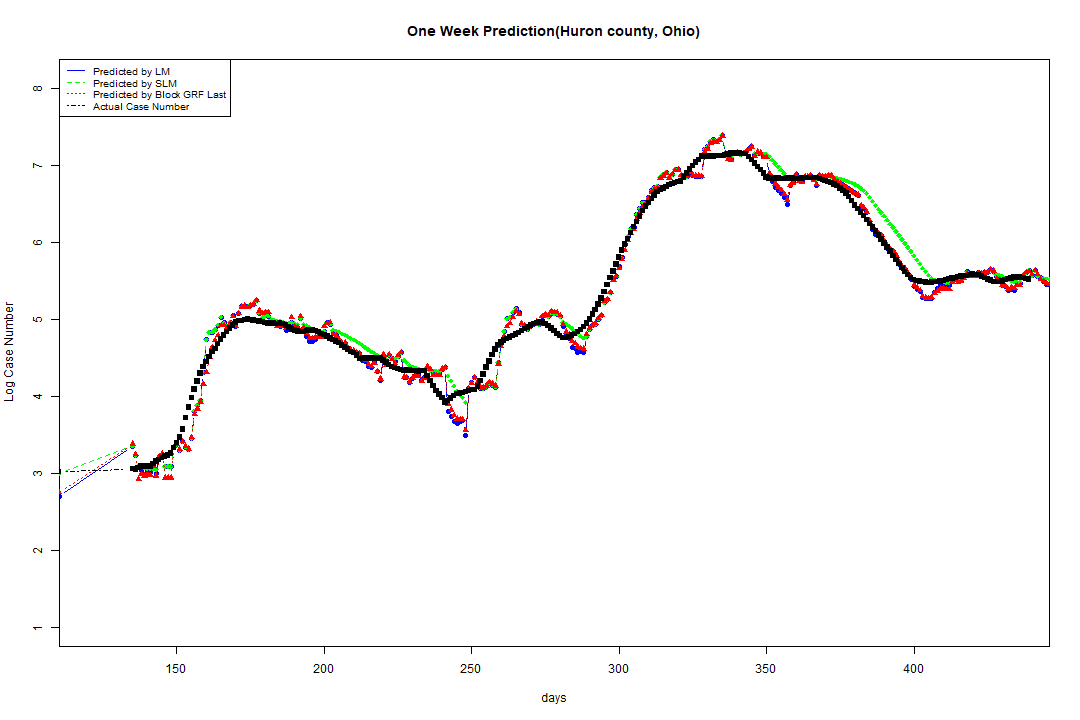 One Week Prediction(Huron county, Ohio)
Predicted by LM
Predicted by SLM
Predicted by Block GRF Last
Actual Case Number
Log Case Number
8
7
6
5
4
3
2
1
150 200 250 300 350 400
days